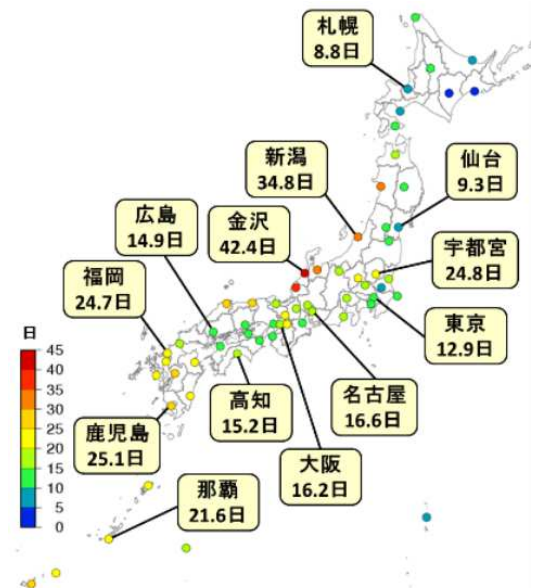 札幌
8.8日
新潟
34.8日
仙台
9.3日
広島
14.9日
金沢
42.4日
宇都宮
24.8日
福岡
24.7日
東京
12.9日
日
45
40
35
30
25
20
15
10
5
0
高知
15.2日
名古屋
16.6日
鹿児島
25.1日
大阪
16.2日
那覇
21.6日